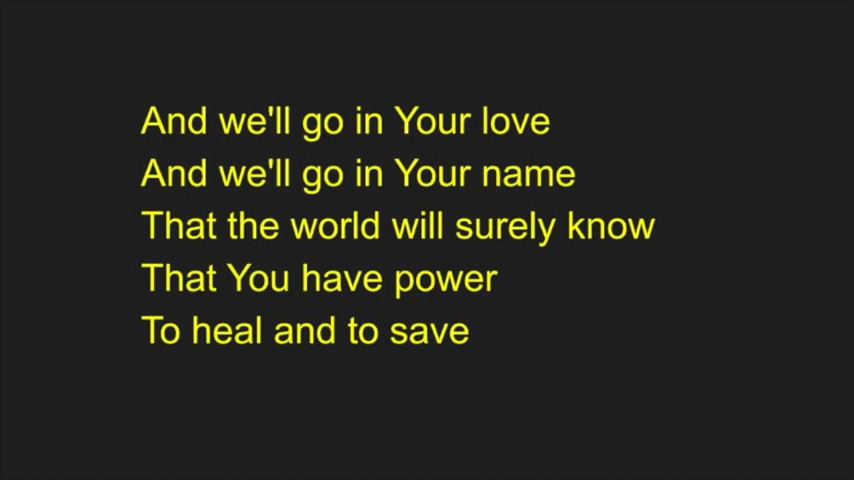 And we'll go in Your love
And we'll go in Your name
That the world will surely know
That You have power
To heal and to save